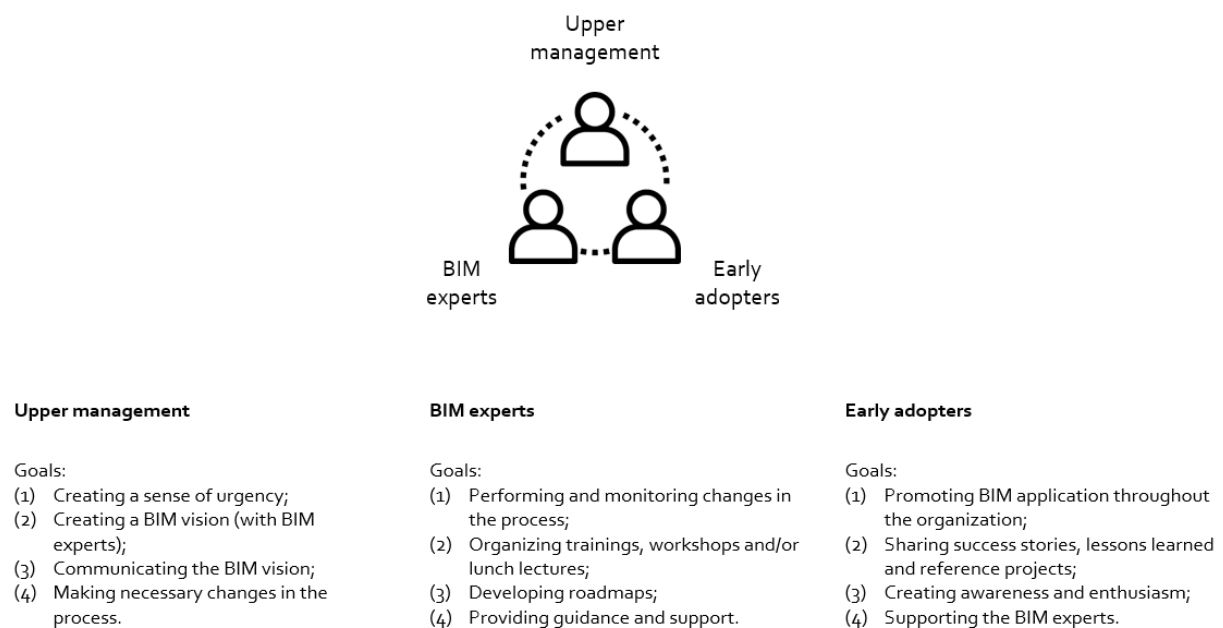 Upper
management
BIM
experts
Early
adopters
Upper management
Goals:
(1) Creating a sense of urgency;
(2) Creating a BIM vision (with BIM
experts);
(3) Communicating the BIM vision;
(4) Making necessary changes in the
process.
BIM experts
Goals:
(1) Performing and monitoring changes in
the process;
(2) Organizing trainings, workshops and/or
lunch lectures;
(3) Developing roadmaps;
(4) Providing guidance and support.
Early adopters
Goals:
(1) Promoting BIM application throughout
the organization;
(2) Sharing success stories, lessons learned
and reference projects;
(3) Creating awareness and enthusiasm;
(4) Supporting the BIM experts.